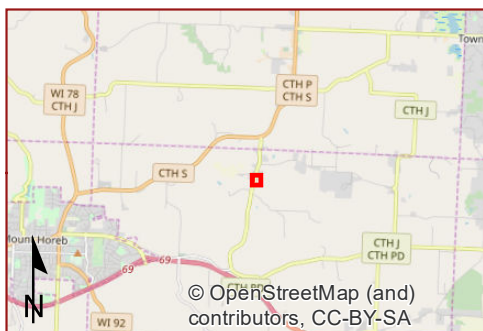 Town
CTH P
CTH S
WI 78
CTH J
CTH J
CTH S
Mount Horeb
69
69
CTH J
CTH PD
CTH PD
WI 92
N
© OpenStreetMap (and)
contributors, CC-BY-SA